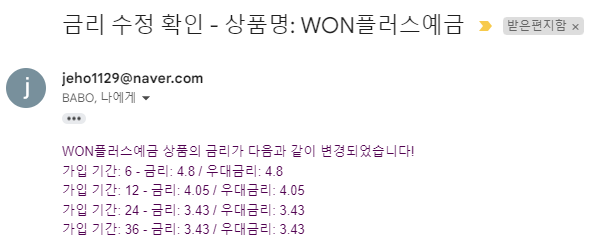 금리 수정 확인 - 상품명: WON플러스예금 받은편지함 ×
j
jeho1129@naver.com
BABO, 나에게
WON플러스예금 상품의 금리가 다음과 같이 변경되었습니다!
가입 기간: 6 - 금리: 4.8 / 우대금리: 4.8
가입 기간: 12 - 금리: 4.05 / 우대금리: 4.05
가입 기간: 24 - 금리: 3.43 / 우대금리: 3.43
가입 기간: 36 - 금리: 3.43 / 우대금리: 3.43